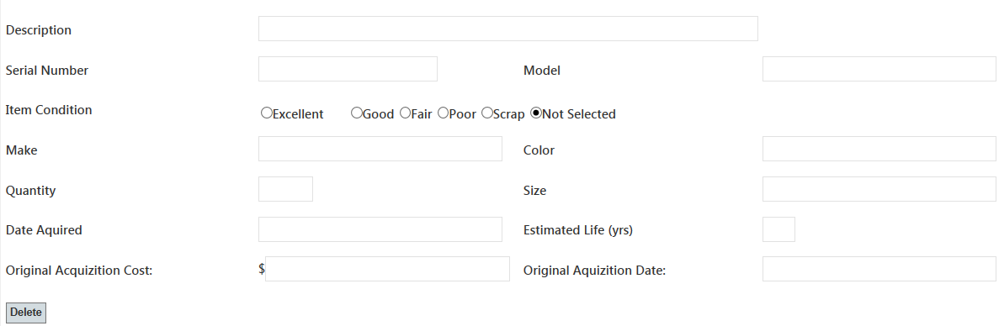 Description
Serial Number Model
Item Condition Excellent Good Fair Poor Scrap Not Selected
Make Color
Quantity Size
Date Aquired Estimated Life (yrs)
Original Acquizition Cost: $ Original Aquizition Date:
Delete